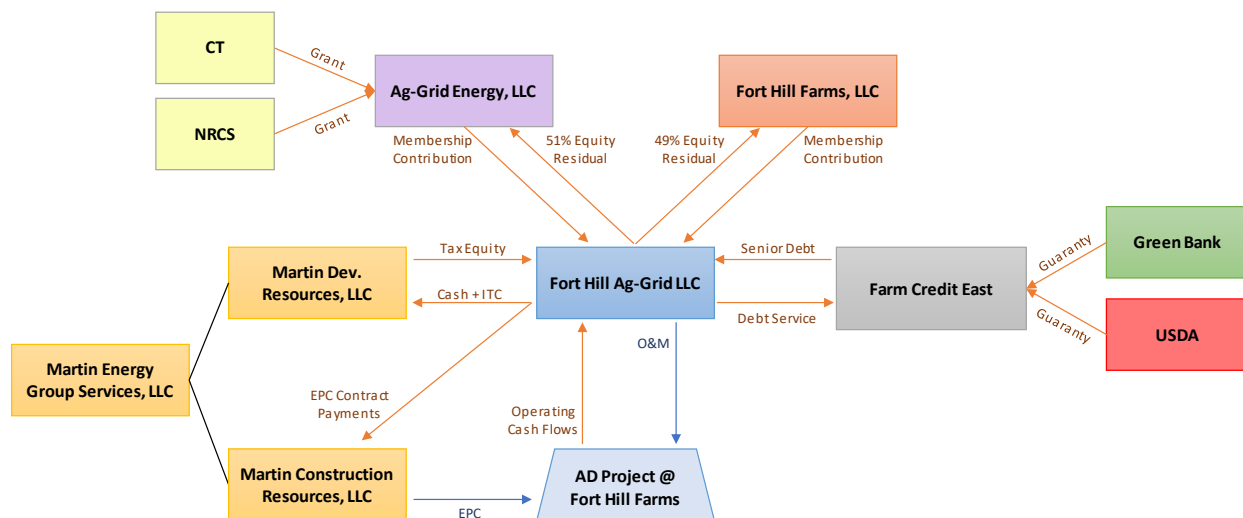 CT
Grant
NRCS
Grant
Ag-Grid Energy, LLC
Fort Hill Farms, LLC
Membership
Contribution
51% Equity
Residual
49% Equity
Residual
Membership
Contribution
Martin Dev.
Resources, LLC
Tax Equity
Cash + ITC
Fort Hill Ag-Grid LLC
Senior Debt
Debt Service
Farm Credit East
Guaranty
Green Bank
Guaranty
USDA
O&M
Martin Energy
Group Services, LLC
EPC Contract
Payments
Operating
Cash Flows
Martin Construction
Resources, LLC
EPC
AD Project @
Fort Hill Farms